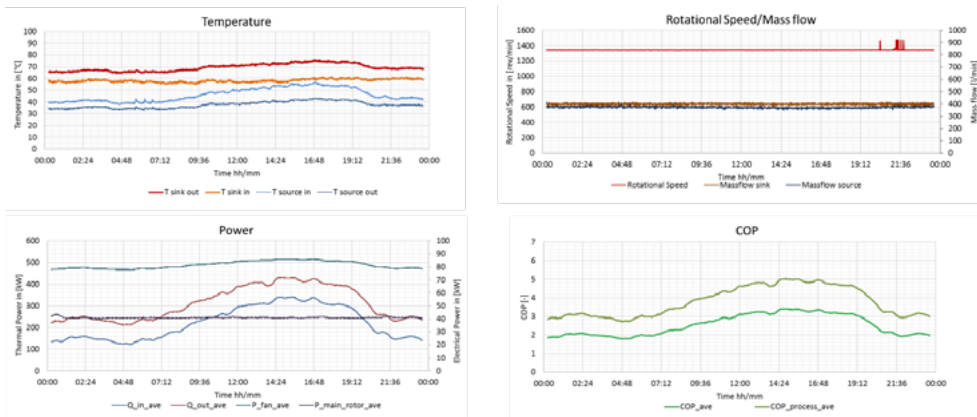 Temperature
Temperature in [°C]
100
90
80
70
60
50
40
30
20
10
0
00:00 02:24 04:48 07:12 09:36 12:00 14:24 16:48 19:12 21:36 00:00
Time hh/mm
T sink out T sink in T source in T source out
Rotational Speed/Mass flow
Rotational Speed in [rev/min]
1600
1400
1200
1000
800
600
400
200
0
Mass flow [l/min]
1000
900
800
700
600
500
400
300
200
100
0
00:00 02:24 04:48 07:12 09:36 12:00 14:24 16:48 19:12 21:36 00:00
Time hh/mm
Rotational Speed Massflow sink Massflow source
Power
Thermal Power in [kW]
600
500
400
300
200
100
0
Electrical Power in [kW]
100
90
80
70
60
50
40
30
20
10
0
00:00 02:24 04:48 07:12 09:36 12:00 14:24 16:48 19:12 21:36 00:00
Time hh/mm
Q_in_ave Q_out_ave P_fan_ave P_main_rotor_ave
COP
COP [-]
7
6
5
4
3
2
1
0
00:00 02:24 04:48 07:12 09:36 12:00 14:24 16:48 19:12 21:36 00:00
Time hh/mm
COP_ave COP_process_ave